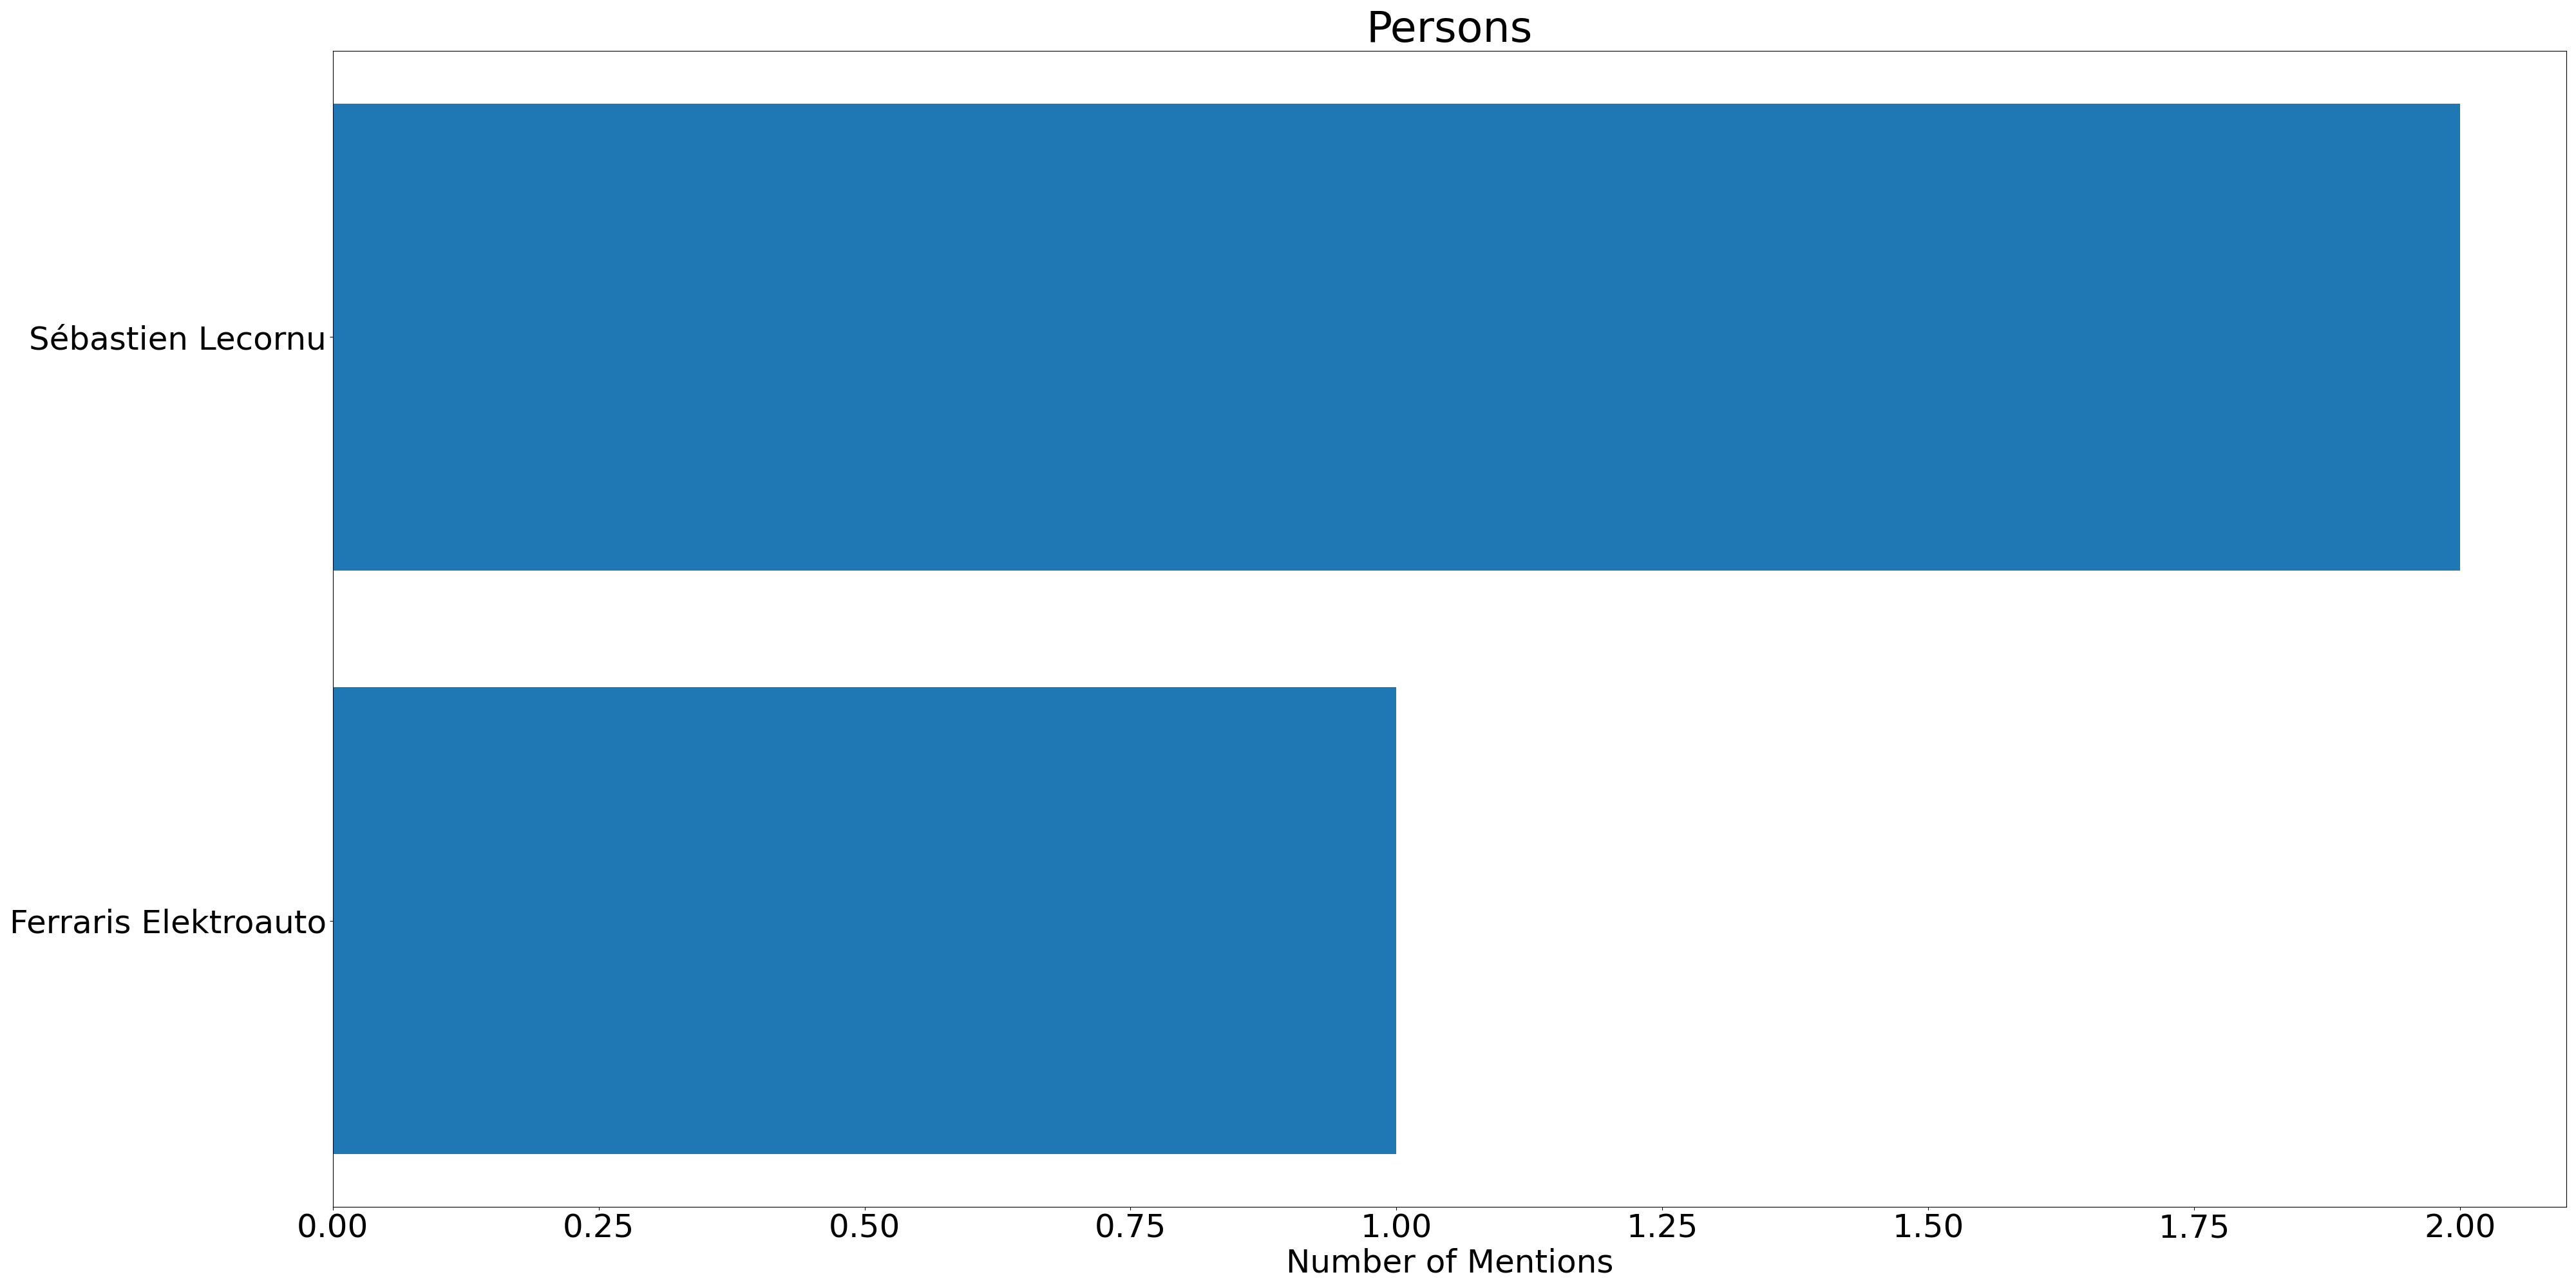 Persons
Sébastien Lecornu
Ferraris Elektroauto
0.00 0.25 0.50 0.75 1.00 1.25 1.50 1.75 2.00
Number of Mentions